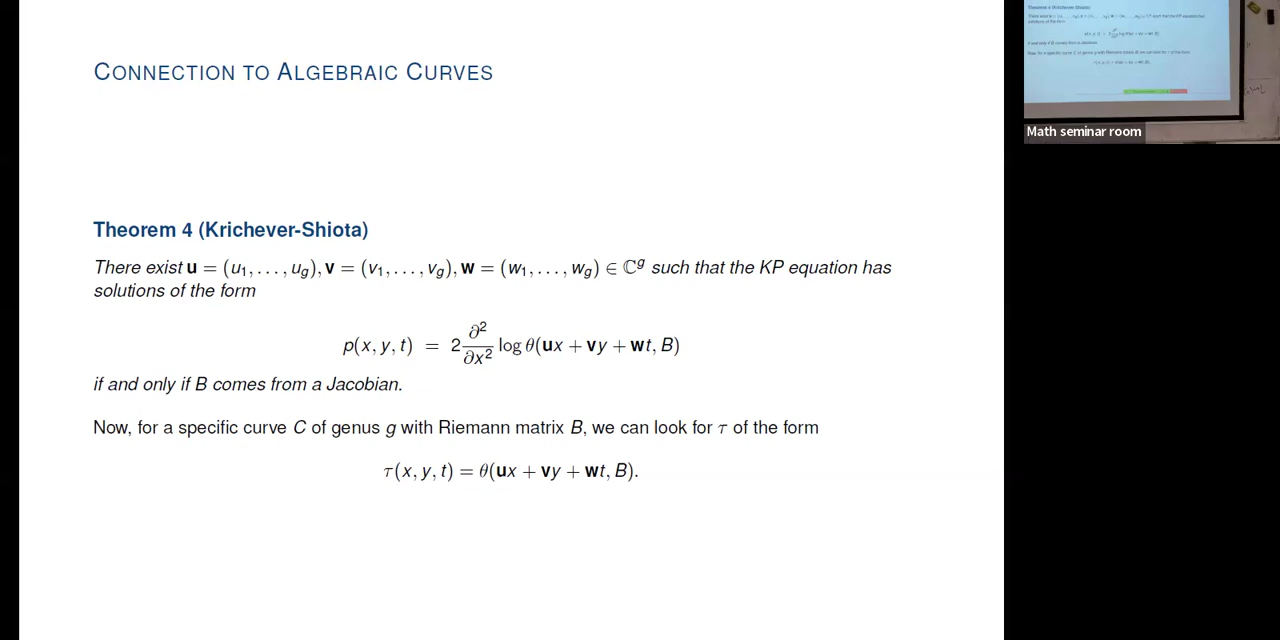 CONNECTION TO ALGEBRAIC CURVES
Theorem 4 (Krichever-Shiota)
There exist u = (u₁, . . . , u_g), v = (v₁, . . . , v_g), w = (w₁, . . . , w_g) ∈ ℂ^g such that the KP equation has
solutions of the form
p(x, y, t) = 2 ∂²/∂x² log θ(ux + vy + wt, B)
if and only if B comes from a Jacobian.
Now, for a specific curve C of genus g with Riemann matrix B, we can look for τ of the form
τ(x, y, t) = θ(ux + vy + wt, B).
Math seminar room